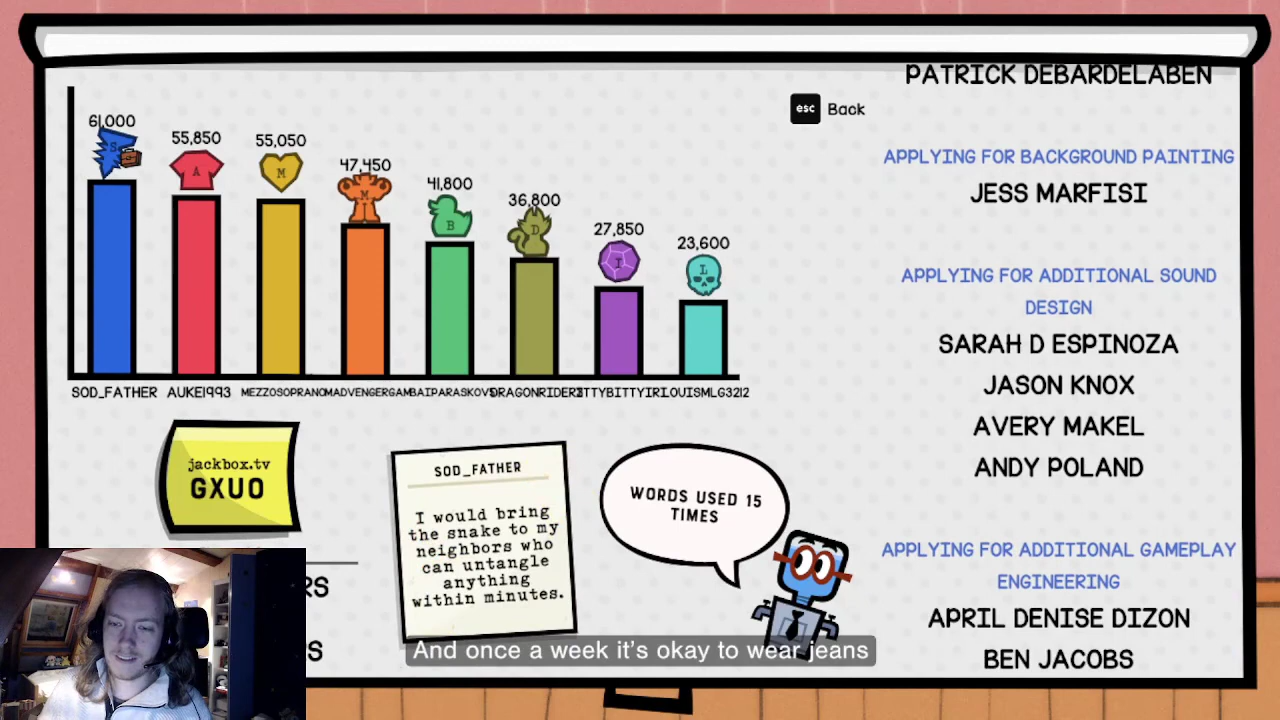 PATRICK DEBARDELABEN
esc Back
61,000
55,850
55,050
47,450
41,800
36,800
27,850
23,600
S
A
M
M
B
D
I
L
SOD_FATHER AUKE1993
APPLYING FOR BACKGROUND PAINTING
JESS MARFISI
APPLYING FOR ADDITIONAL SOUND
DESIGN
SARAH D ESPINOZA
JASON KNOX
AVERY MAKEL
ANDY POLAND
APPLYING FOR ADDITIONAL GAMEPLAY
ENGINEERING
APRIL DENISE DIZON
BEN JACOBS
jackbox.tv
GXUO
SOD_FATHER
I would bring
the snake to my
neighbors who
can untangle
anything
within minutes.
WORDS USED 15
TIMES
And once a week it's okay to wear jeans